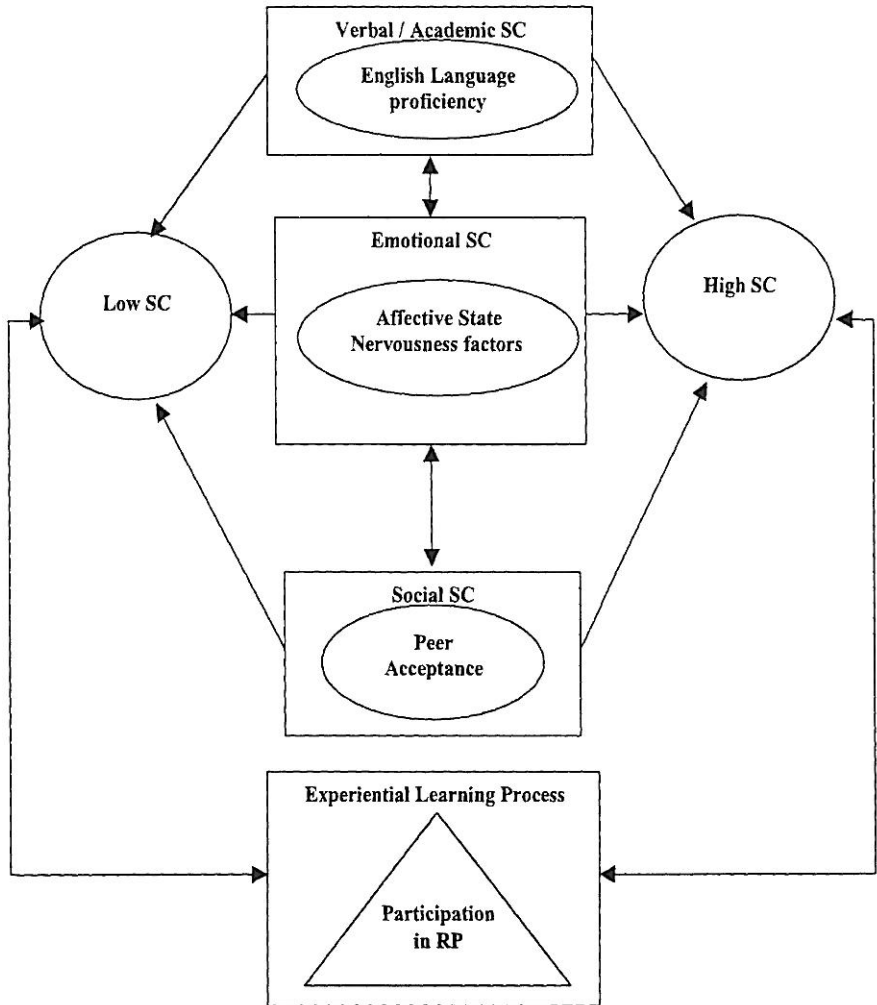 Verbal / Academic SC
English Language
proficiency
Emotional SC
Affective State
Nervousness factors
Low SC
High SC
Social SC
Peer
Acceptance
Experiential Learning Process
Participation
in RP